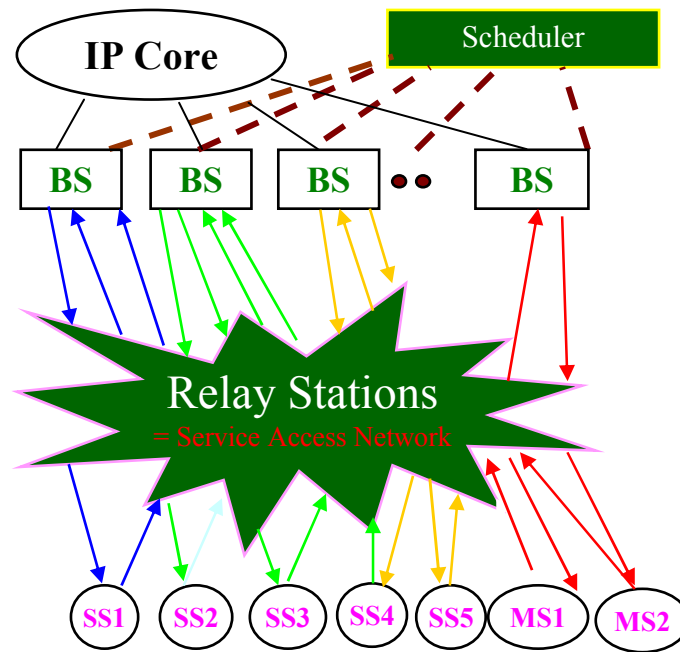 IP Core
Scheduler
BS BS BS BS
Relay Stations
= Service Access Network
SS1 SS2 SS3 SS4 SS5 MS1 MS2